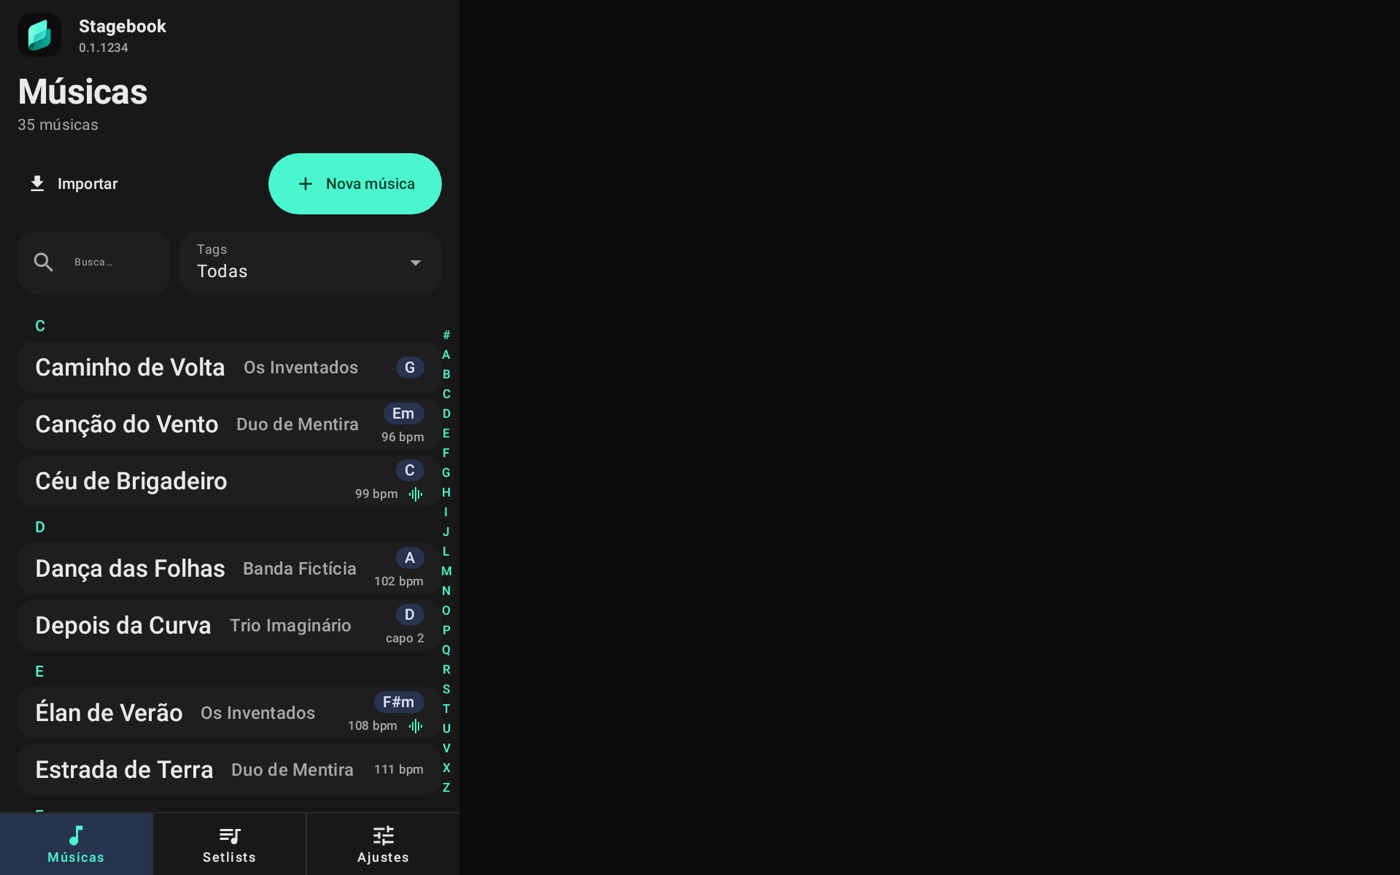 Stagebook
0.1.1234
Músicas
35 músicas
Importar
Nova música
Busca...
Tags
Todas
C
Caminho de Volta Os Inventados G
Canção do Vento Duo de Mentira Em
96 bpm
Céu de Brigadeiro C
99 bpm
D
Dança das Folhas Banda Fictícia A
102 bpm
Depois da Curva Trio Imaginário D
capo 2
E
Élan de Verão Os Inventados F#m
108 bpm
Estrada de Terra Duo de Mentira 111 bpm
#
A
B
C
D
E
F
G
H
I
J
L
M
N
O
P
Q
R
S
T
U
V
X
Z
Músicas
Setlists
Ajustes